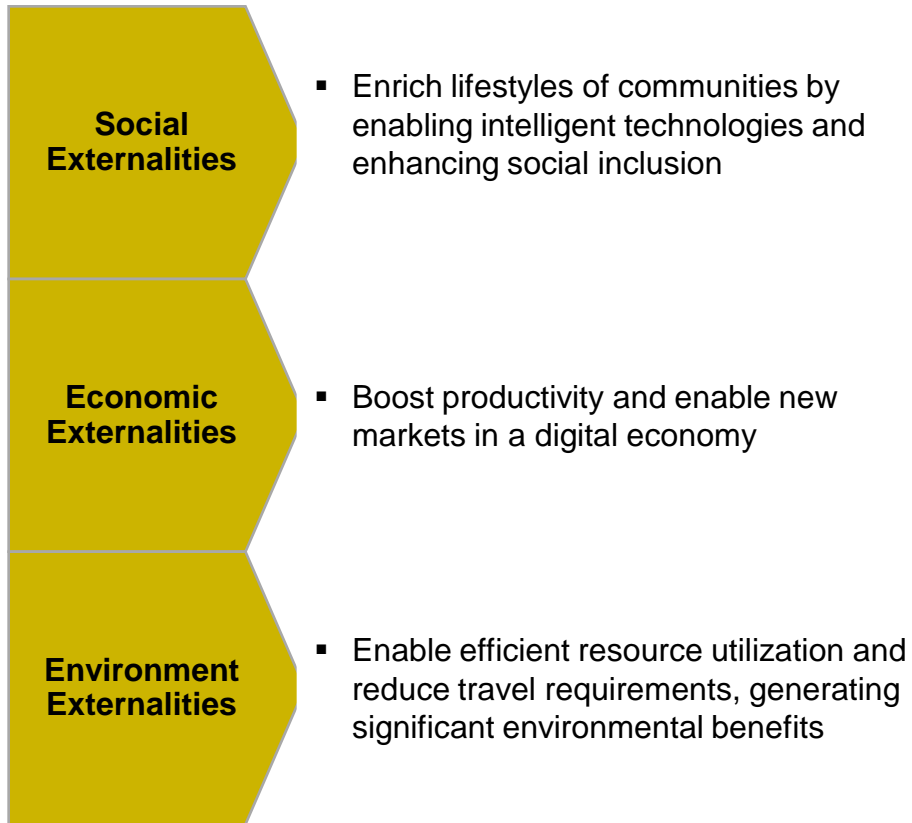 Social
Externalities
▪ Enrich lifestyles of communities by
enabling intelligent technologies and
enhancing social inclusion
Economic
Externalities
▪ Boost productivity and enable new
markets in a digital economy
Environment
Externalities
▪ Enable efficient resource utilization and
reduce travel requirements, generating
significant environmental benefits